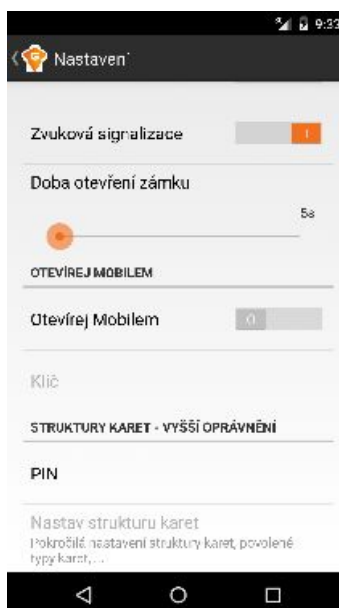 9:33
Nastavení
Zvuková signalizace
I
Doba otevření zámku
5s
OTEVÍREJ MOBILEM
Otevírej Mobilem
O
Klíč
STRUKTURY KARET - VYŠŠÍ OPRÁVNĚNÍ
PIN
Nastav strukturu karet
Pokročilá nastavení struktury karet, povolené
typy karet,...